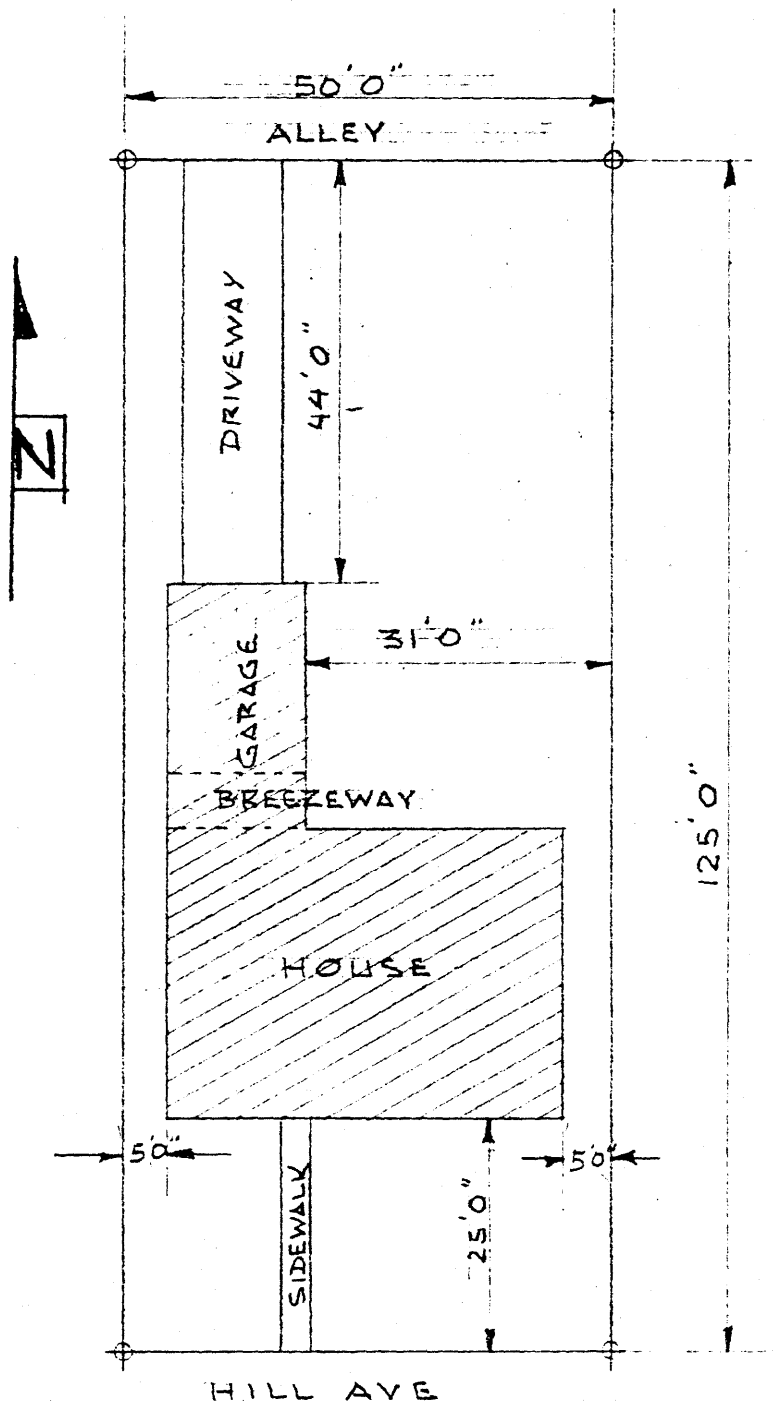 50'0"
ALLEY
DRIVEWAY
44'0"
N
31'0"
GARAGE
BREEZEWAY
125'0"
HOUSE
5'0"
5'0"
SIDEWALK
25'0"
HILL AVE